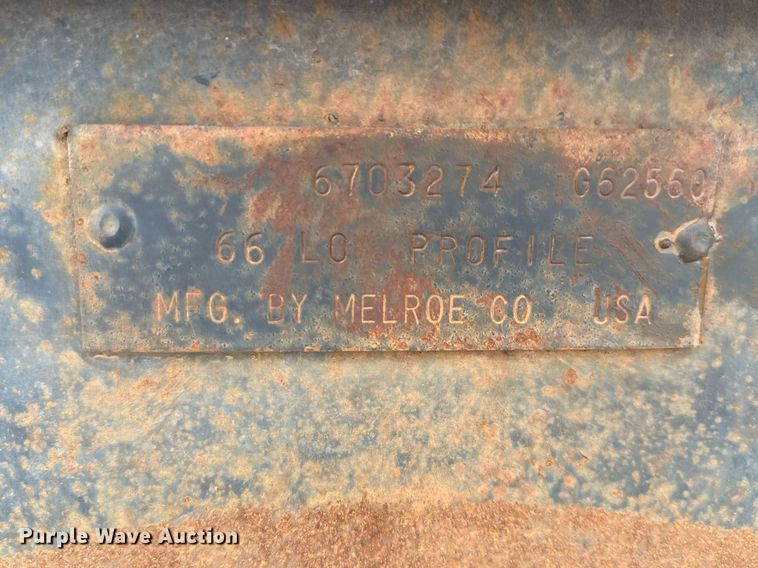 6703274 G62560
66 LO PROFILE
MFG. BY MELROE CO USA
Purple Wave Auction